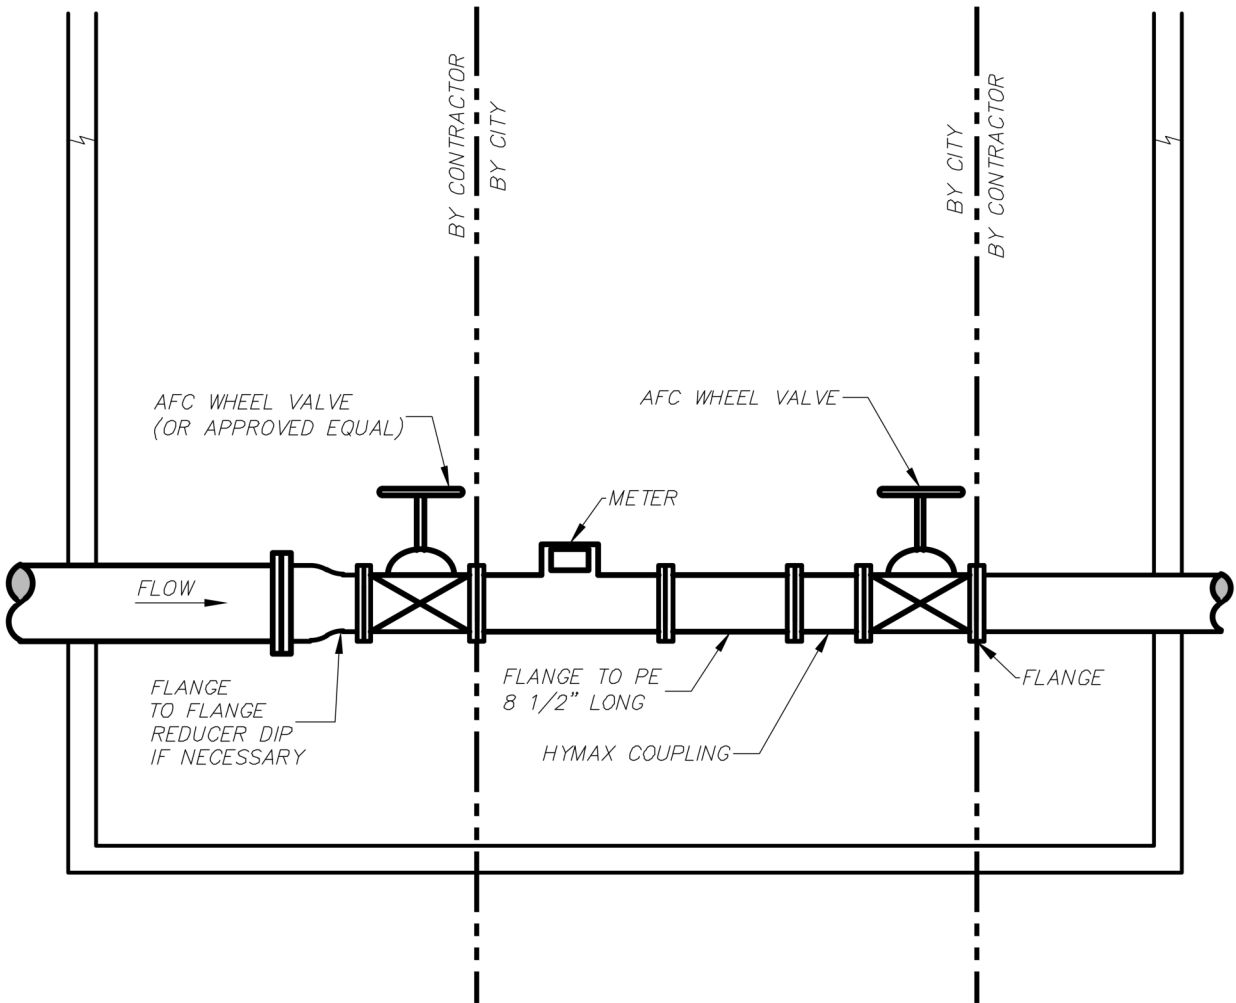 BY CONTRACTOR
BY CITY
BY CITY
BY CONTRACTOR
AFC WHEEL VALVE
(OR APPROVED EQUAL)
AFC WHEEL VALVE
METER
FLOW
FLANGE
TO FLANGE
REDUCER DIP
IF NECESSARY
FLANGE TO PE
8 1/2” LONG
HYMAX COUPLING
FLANGE